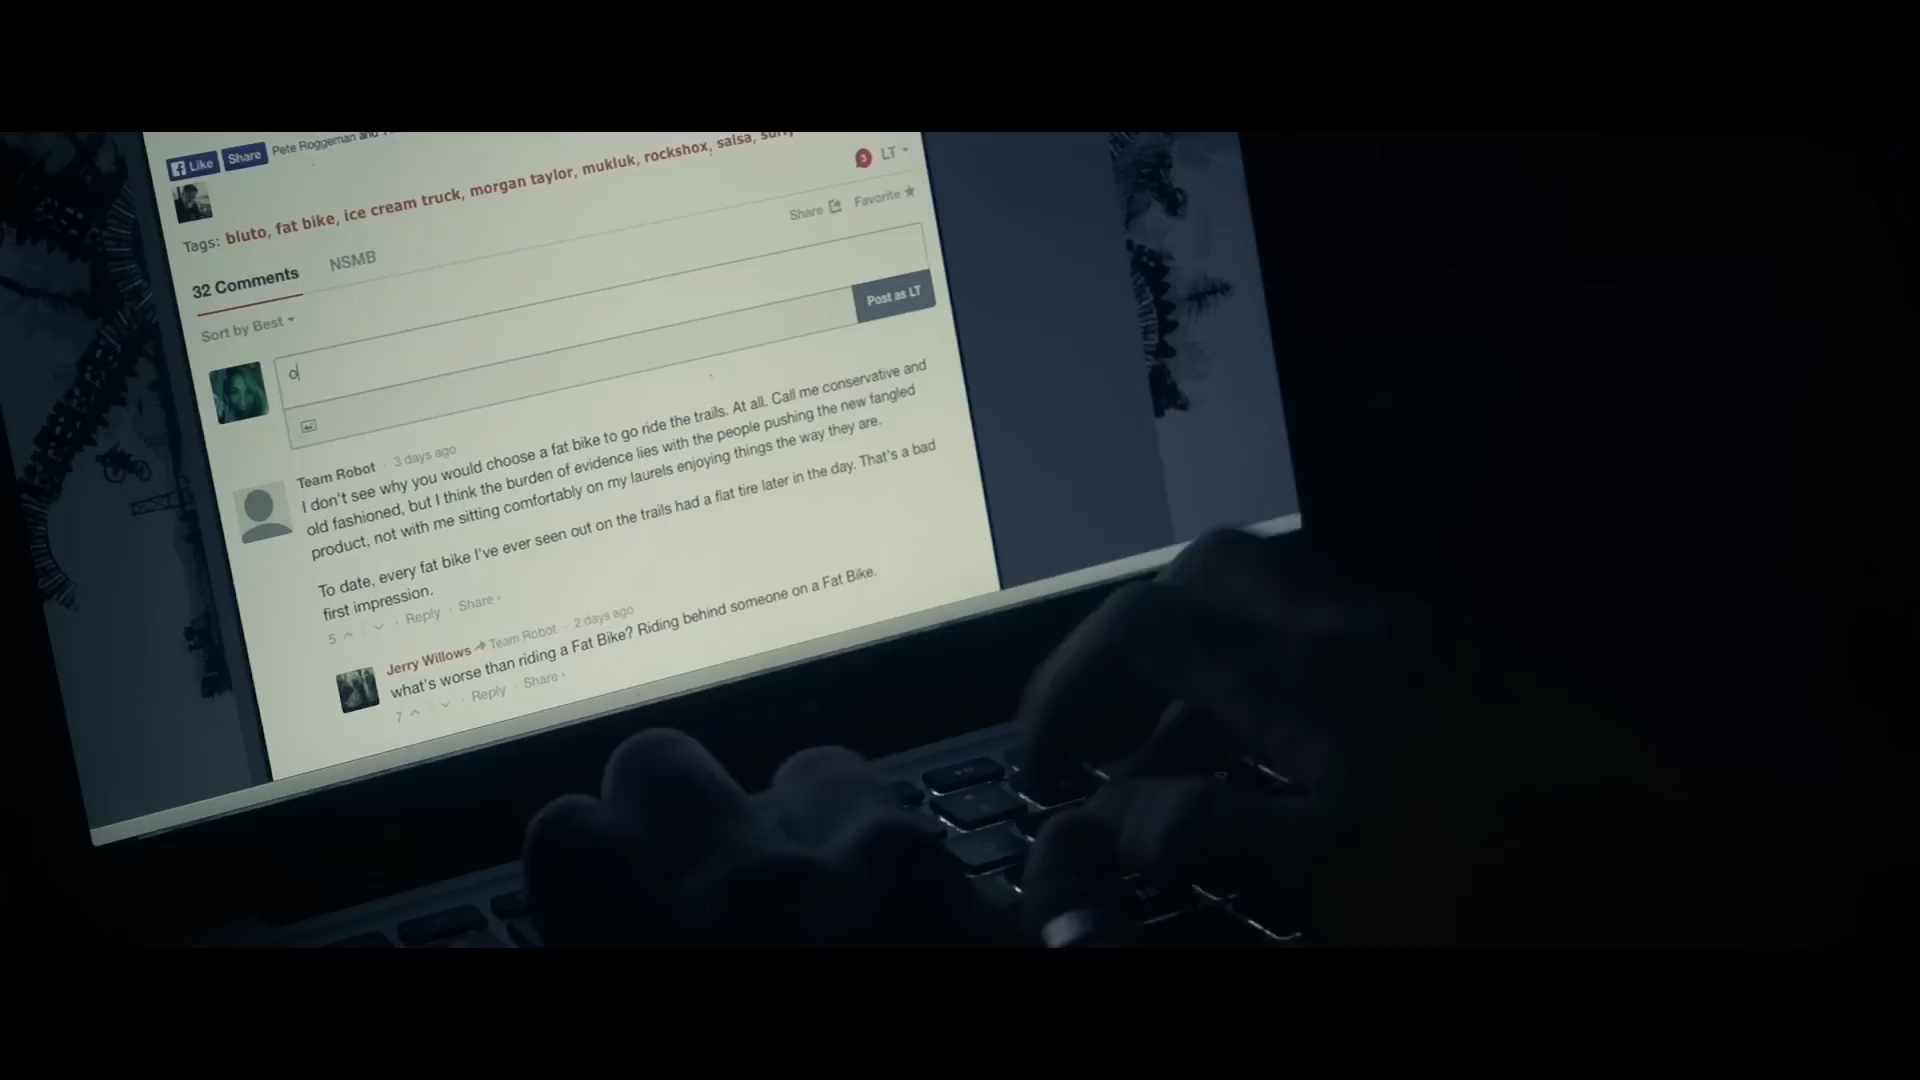 Like Share Pete Roggeman and
Tags: bluto, fat bike, ice cream truck, morgan taylor, mukluk, rockshox, salsa, surly
32 Comments NSMB 3 LT
Sort by Best Share Favorite
o
Post as LT
Team Robot · 3 days ago
I don't see why you would choose a fat bike to go ride the trails. At all. Call me conservative and
old fashioned, but I think the burden of evidence lies with the people pushing the new fangled
product, not with me sitting comfortably on my laurels enjoying things the way they are.
To date, every fat bike I've ever seen out on the trails had a flat tire later in the day. That's a bad
first impression.
5 · Reply · Share ›
Jerry Willows Team Robot · 2 days ago
what's worse than riding a Fat Bike? Riding behind someone on a Fat Bike.
7 · Reply · Share ›